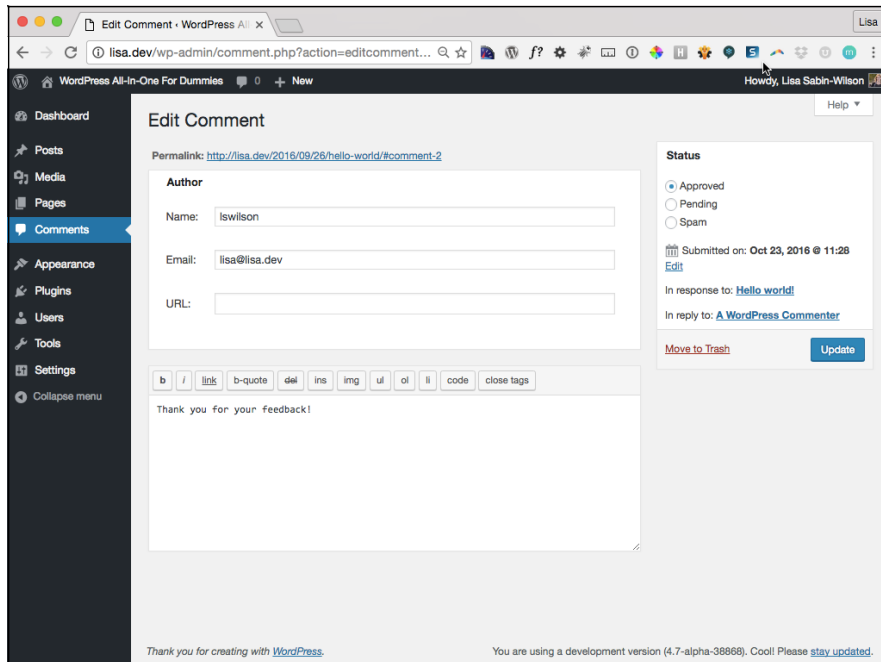 Edit Comment ‹ WordPress All
Lisa
lisa.dev/wp-admin/comment.php?action=editcomment...
f?
H
S
m
WordPress All-In-One For Dummies 0 + New
Howdy, Lisa Sabin-Wilson
Help
Dashboard
Posts
Media
Pages
Comments
Appearance
Plugins
Users
Tools
Settings
Collapse menu
Edit Comment
Permalink: http://lisa.dev/2016/09/26/hello-world/#comment-2
Author
Name: lswilson
Email: lisa@lisa.dev
URL:
b i link b-quote del ins img ul ol li code close tags
Thank you for your feedback!
Status
Approved
Pending
Spam
Submitted on: Oct 23, 2016 @ 11:28
Edit
In response to: Hello world!
In reply to: A WordPress Commenter
Move to Trash Update
Thank you for creating with WordPress.
You are using a development version (4.7-alpha-38868). Cool! Please stay updated.